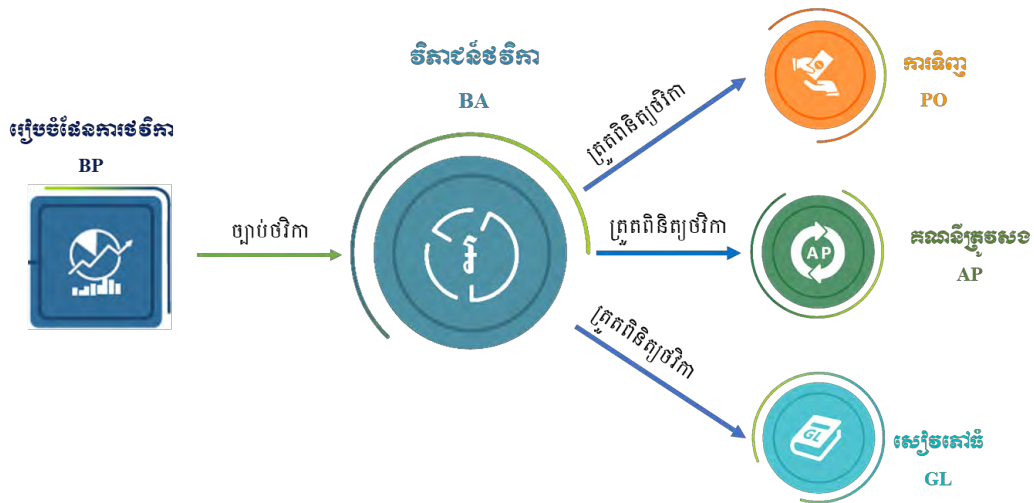 រៀបចំផែនការថវិកា
BP
ច្បាប់ថវិកា
វិភាជន៍ថវិកា
BA
ត្រួតពិនិត្យថវិកា
ការទិញ
PO
ត្រួតពិនិត្យថវិកា
AP
គណនីត្រូវសង
AP
ត្រួតពិនិត្យថវិកា
GL
សៀវភៅធំ
GL